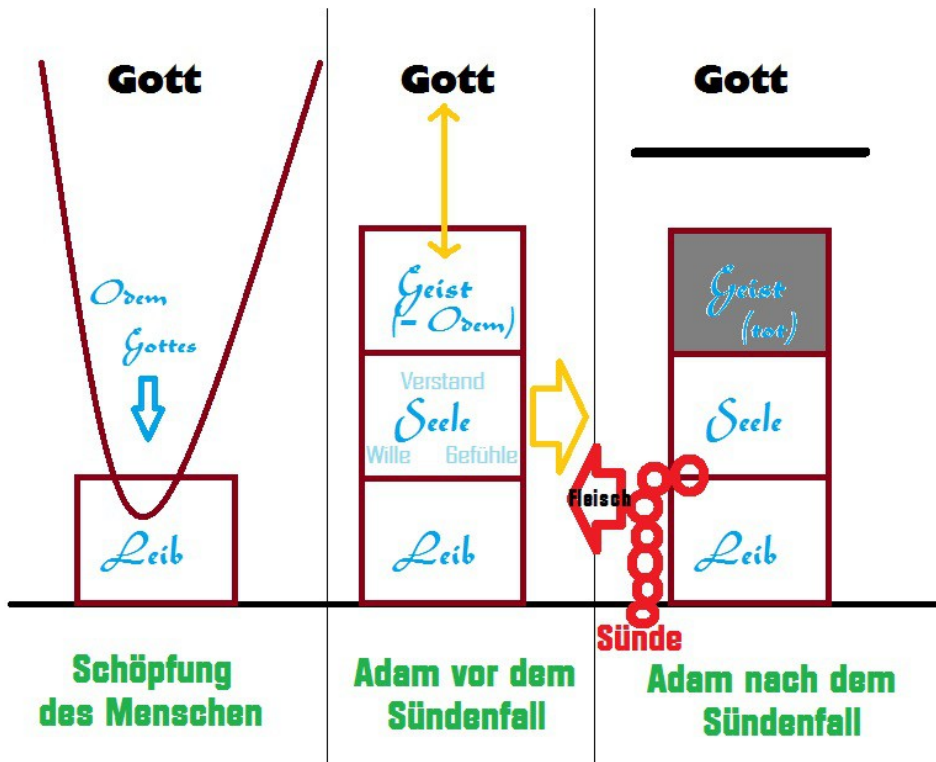 Gott
Odem
Gottes
Leib
Schöpfung
des Menschen
Gott
Geist
(= Odem)
Verstand
Seele
Wille Gefühle
Leib
Adam vor dem
Sündenfall
Gott
Geist
(tot)
Seele
Fleisch
Leib
Sünde
Adam nach dem
Sündenfall